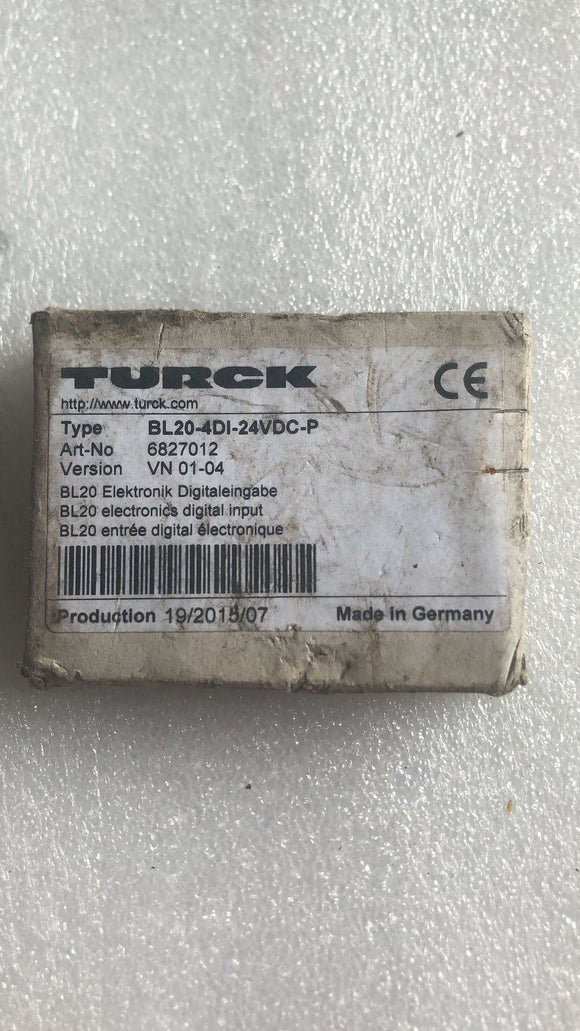 TURCK
CE
http://www.turck.com
Type BL20-4DI-24VDC-P
Art-No 6827012
Version VN 01-04
BL20 Elektronik Digitaleingabe
BL20 electronics digital input
BL20 entrée digital électronique
Production 19/2015/07 Made in Germany